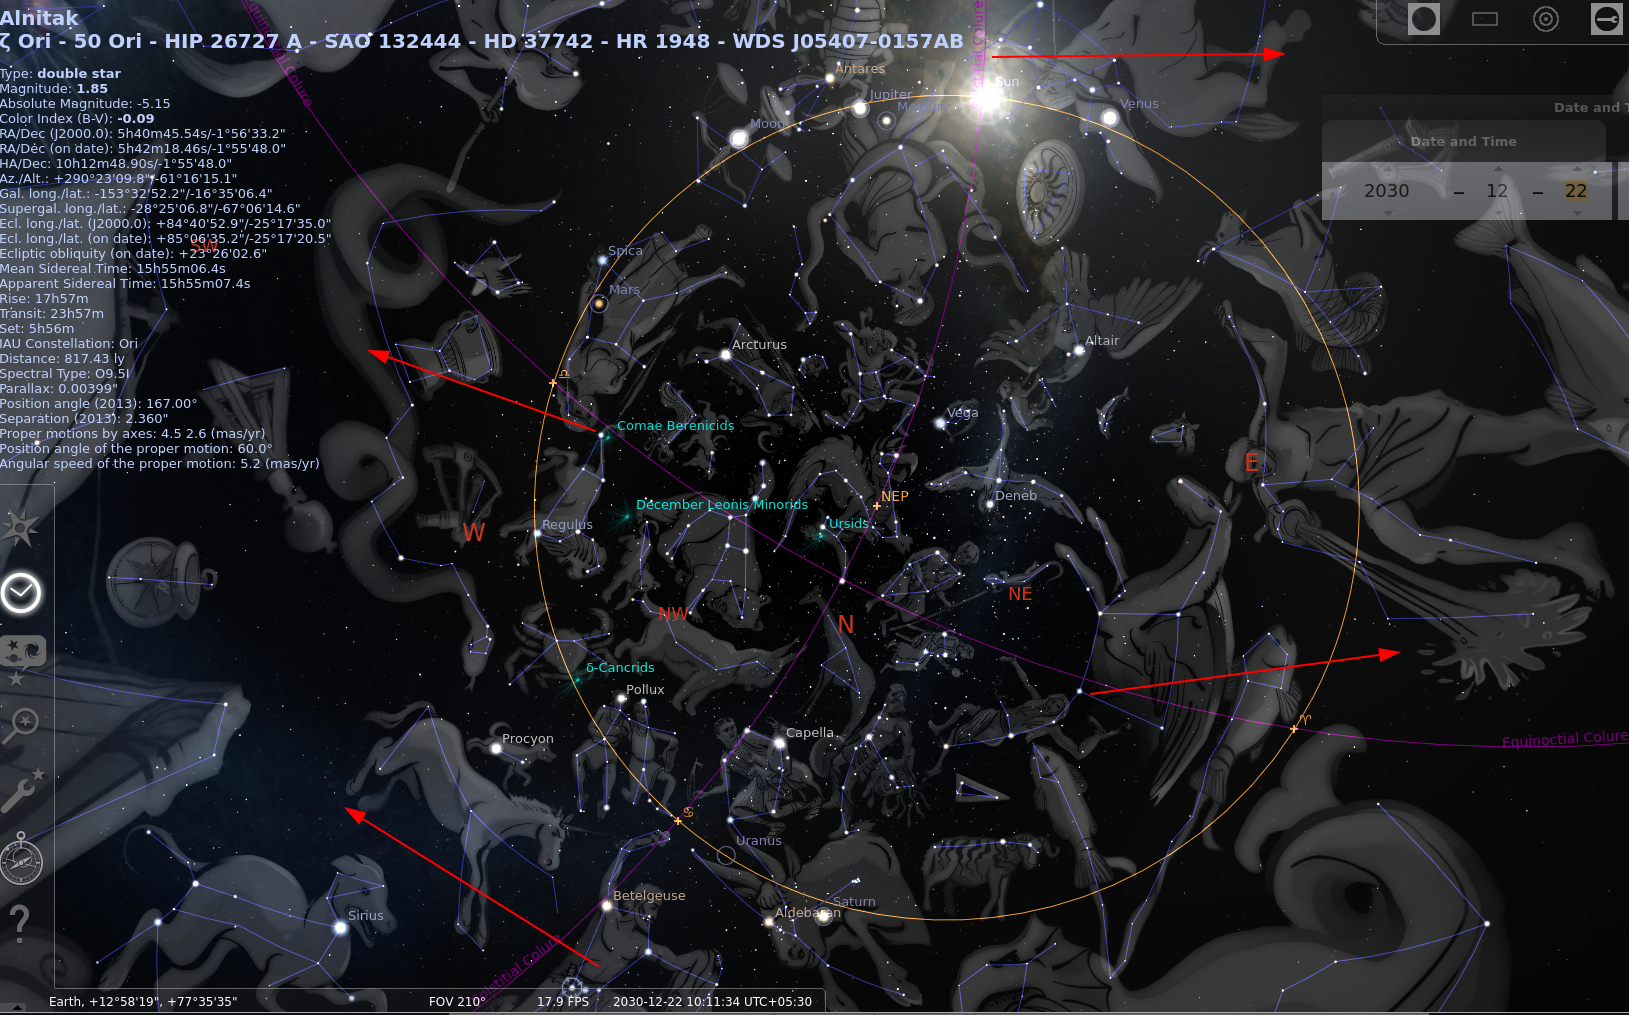 Alnitak
ζ Ori - 50 Ori - HIP 26727 A - SAO 132444 - HD 37742 - HR 1948 - WDS J05407-0157AB
Type: double star
Magnitude: 1.85
Absolute Magnitude: -5.15
Color Index (B-V): -0.09
RA/Dec (J2000.0): 5h40m45.54s/-1°56'33.2"
RA/Dec (on date): 5h42m18.46s/-1°55'48.0"
HA/Dec: 10h12m48.90s/-1°55'48.0"
Az./Alt.: +290°23'09.8"/-61°16'15.1"
Gal. long./lat.: -153°32'52.2"/-16°35'06.4"
Supergal. long./lat.: -28°25'06.8"/-67°06'14.6"
Ecl. long./lat. (J2000.0): +84°40'52.9"/-25°17'35.0"
Ecl. long./lat. (on date): +85°06'35.2"/-25°17'20.5"
Ecliptic obliquity (on date): +23°26'02.6"
Mean Sidereal Time: 15h55m06.4s
Apparent Sidereal Time: 15h55m07.4s
Rise: 17h57m
Transit: 23h57m
Set: 5h56m
IAU Constellation: Ori
Distance: 817.43 ly
Spectral Type: O9.5I
Parallax: 0.00399"
Position angle (2013): 167.00°
Separation (2013): 2.360"
Proper motions by axes: 4.5 2.6 (mas/yr)
Position angle of the proper motion: 60.0°
Angular speed of the proper motion: 5.2 (mas/yr)
Equinoctial Colure
Antares
Sun
Jupiter
Venus
Moon
Date and T
Date and Time
2030 - 12 - 22
SW
Spica
Mars
Arcturus
Altair
♎
Vega
Comae Berenicids
E
NEP
Deneb
December Leonis Minorids
Ursids
Regulus
W
NE
NW
N
δ-Cancrids
Pollux
♈
Capella
Procyon
Equinoctial Colure
♋
Uranus
Betelgeuse
Saturn
Aldebaran
Sirius
Solstitial Colure
Earth, +12°58'19", +77°35'35"
FOV 210°
17.9 FPS
2030-12-22 10:11:34 UTC+05:30